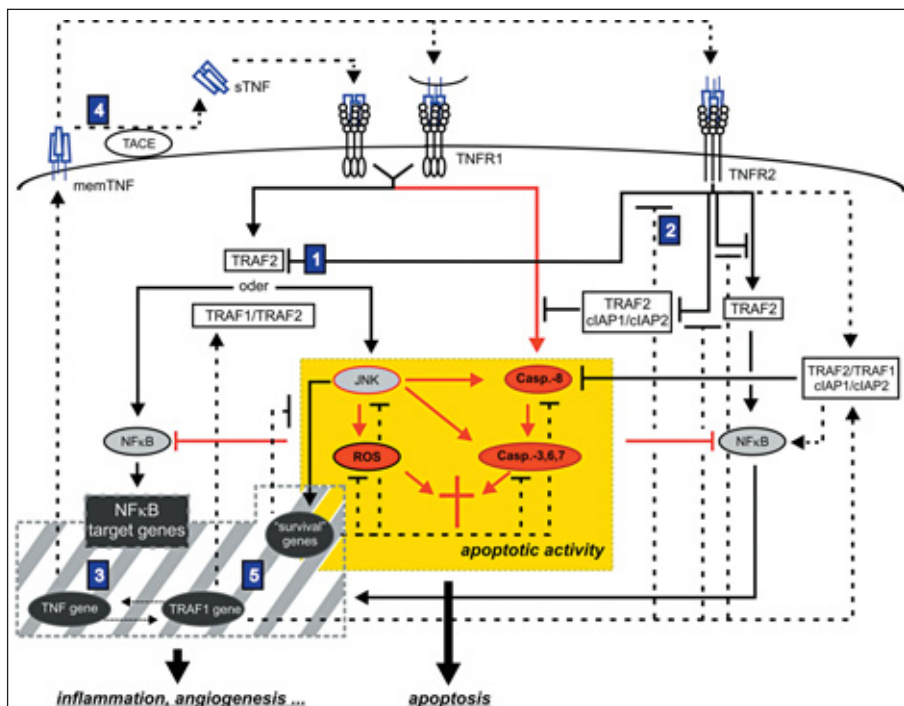 sTNF
4
TACE
memTNF
TNFR1
TNFR2
2
TRAF2
1
oder
TRAF1/TRAF2
TRAF2
cIAP1/cIAP2
TRAF2
TRAF2/TRAF1
cIAP1/cIAP2
JNK
Casp.-8
NFκB
ROS
Casp.-3,6,7
NFκB
NFκB
target genes
"survival"
genes
apoptotic activity
3
5
TNF gene
TRAF1 gene
inflammation, angiogenesis ...
apoptosis